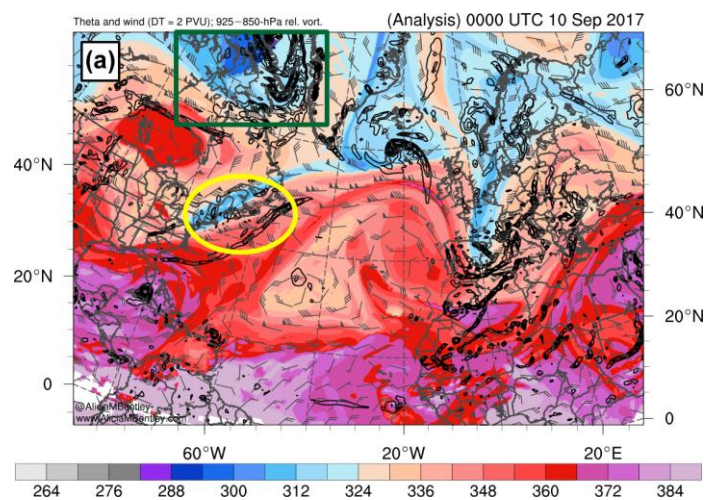 Theta and wind (DT = 2 PVU); 925−850-hPa rel. vort. (Analysis) 0000 UTC 10 Sep 2017
(a)
60°N
40°N
40°N
20°N
20°N
0
0
@AliciaMBentley
www.AliciaMBentley.com
60°W 20°W 20°E
264 276 288 300 312 324 336 348 360 372 384